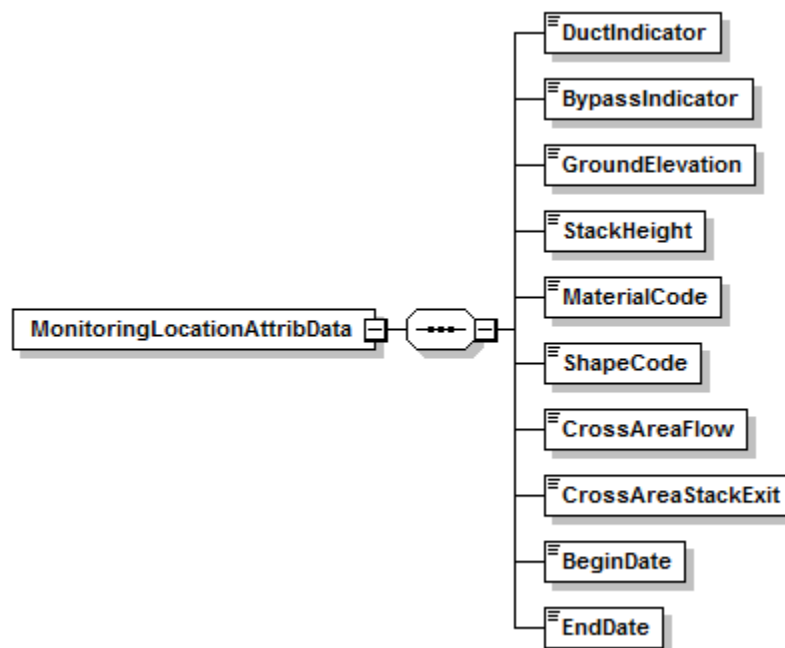 DuctIndicator
BypassIndicator
GroundElevation
StackHeight
MaterialCode
MonitoringLocationAttribData
ShapeCode
CrossAreaFlow
CrossAreaStackExit
BeginDate
EndDate